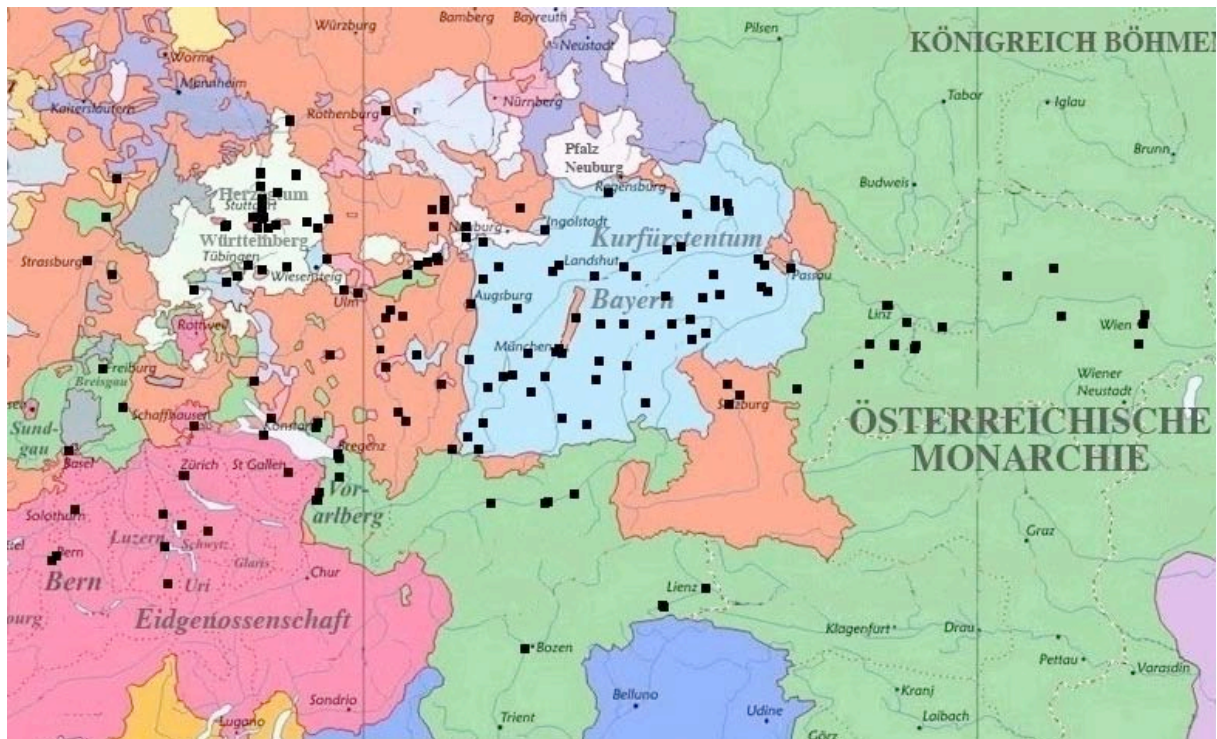 Bamberg
Bayreuth
Würzburg
Pilsen
KÖNIGREICH BÖHMEN
Worms
Neustadt
Mannheim
Kaiserslautern
Nürnberg
Rothenburg
Tabor
Iglau
Brunn
Pfalz
Neuburg
Regensburg
Budweis
Herzogtum
Stuttgart
Württemberg
Tübingen
Ingolstadt
Kurfürstentum
Strassburg
Wiesensteig
Landshut
Passau
Ulm
Augsburg
Bayern
Linz
Wien
Rottweil
München
Freiburg
Breisgau
Wiener
Neustadt
Schaffhausen
Salzburg
Sund-
gau
Konstanz
ÖSTERREICHISCHE
MONARCHIE
Basel
Zürich
St Gallen
Bregenz
Vor-
arlberg
Solothurn
Luzern
Schwytz
Graz
Bern
Glaris
Bern
Uri
Chur
Lienz
Eidgenossenschaft
Klagenfurt
Drau
Bozen
Pettau
Varasdin
Sondrio
Belluno
Kranj
Lugano
Trient
Udine
Laibach
Görz